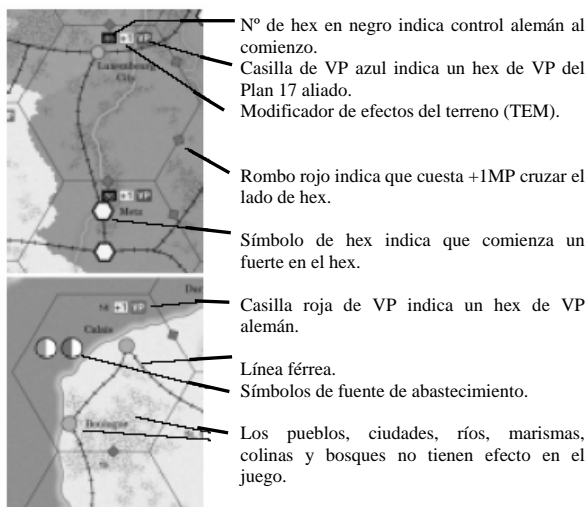 Nº de hex en negro indica control alemán al
comienzo.
Casilla de VP azul indica un hex de VP del
Plan 17 aliado.
Modificador de efectos del terreno (TEM).
Rombo rojo indica que cuesta +1MP cruzar el
lado de hex.
Símbolo de hex indica que comienza un
fuerte en el hex.
Casilla roja de VP indica un hex de VP
alemán.
Línea férrea.
Símbolos de fuente de abastecimiento.
Los pueblos, ciudades, ríos, marismas,
colinas y bosques no tienen efecto en el
juego.
+1 VP
Luxembourg
City
+1 VP
Metz
+1 VP
Calais
Boulogne